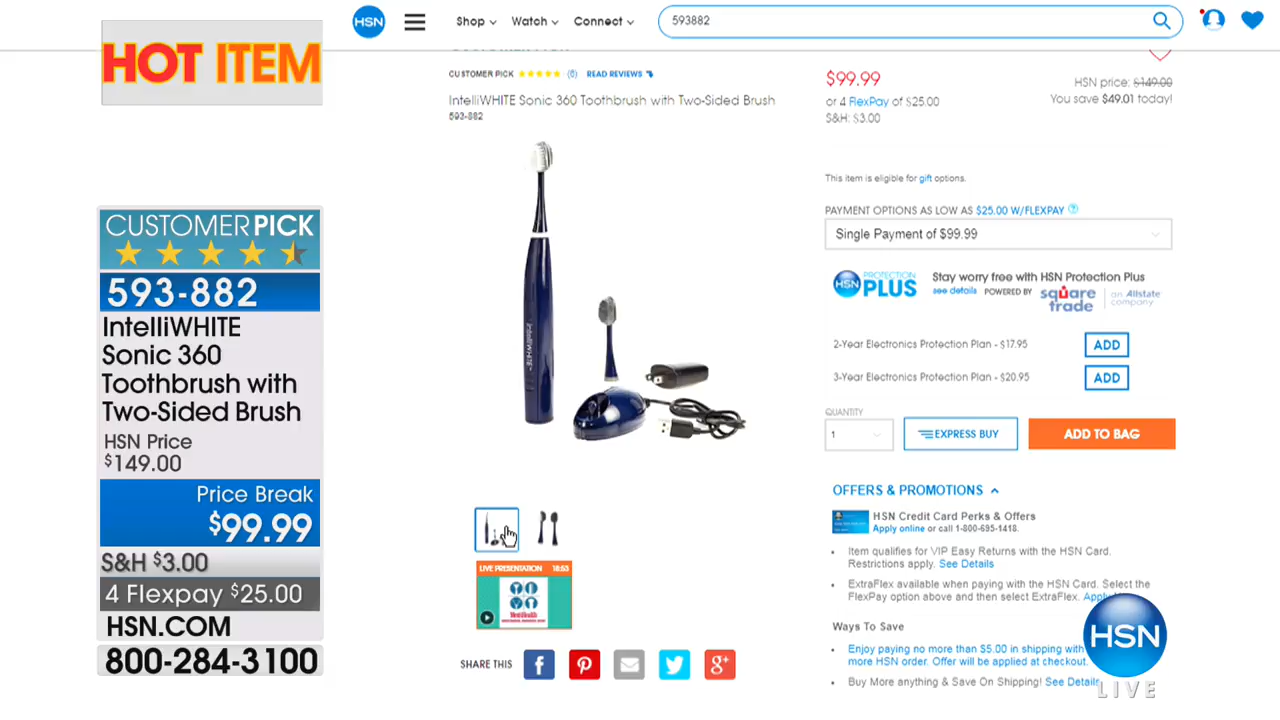 HOT ITEM
CUSTOMER PICK
593-882
IntelliWHITE
Sonic 360
Toothbrush with
Two-Sided Brush
HSN Price
$149.00
Price Break
$99.99
S&H $3.00
4 Flexpay $25.00
HSN.COM
800-284-3100
HSN
Shop
Watch
Connect
593882
CUSTOMER PICK
READ REVIEWS
IntelliWHITE Sonic 360 Toothbrush with Two-Sided Brush
593-882
IntelliWHITE
LIVE PRESENTATION 18:53
SHARE THIS
$99.99
HSN price: $149.00
or 4 FlexPay of $25.00
You save $49.01 today!
S&H: $3.00
This item is eligible for gift options.
PAYMENT OPTIONS AS LOW AS $25.00 W/FLEXPAY
Single Payment of $99.99
HSN PROTECTION PLUS
Stay worry free with HSN Protection Plus
see details POWERED BY square trade an Allstate company
2-Year Electronics Protection Plan - $17.95 ADD
3-Year Electronics Protection Plan - $20.95 ADD
QUANTITY
1
EXPRESS BUY
ADD TO BAG
OFFERS & PROMOTIONS
HSN Credit Card Perks & Offers
Apply online or call 1-800-695-1418.
Item qualifies for VIP Easy Returns with the HSN Card.
Restrictions apply. See Details
ExtraFlex available when paying with the HSN Card. Select the
FlexPay option above and then select ExtraFlex.
Ways To Save
Enjoy paying no more than $5.00 in shipping with
more HSN order. Offer will be applied at checkout.
Buy More anything & Save On Shipping! See Details
HSN
LIVE